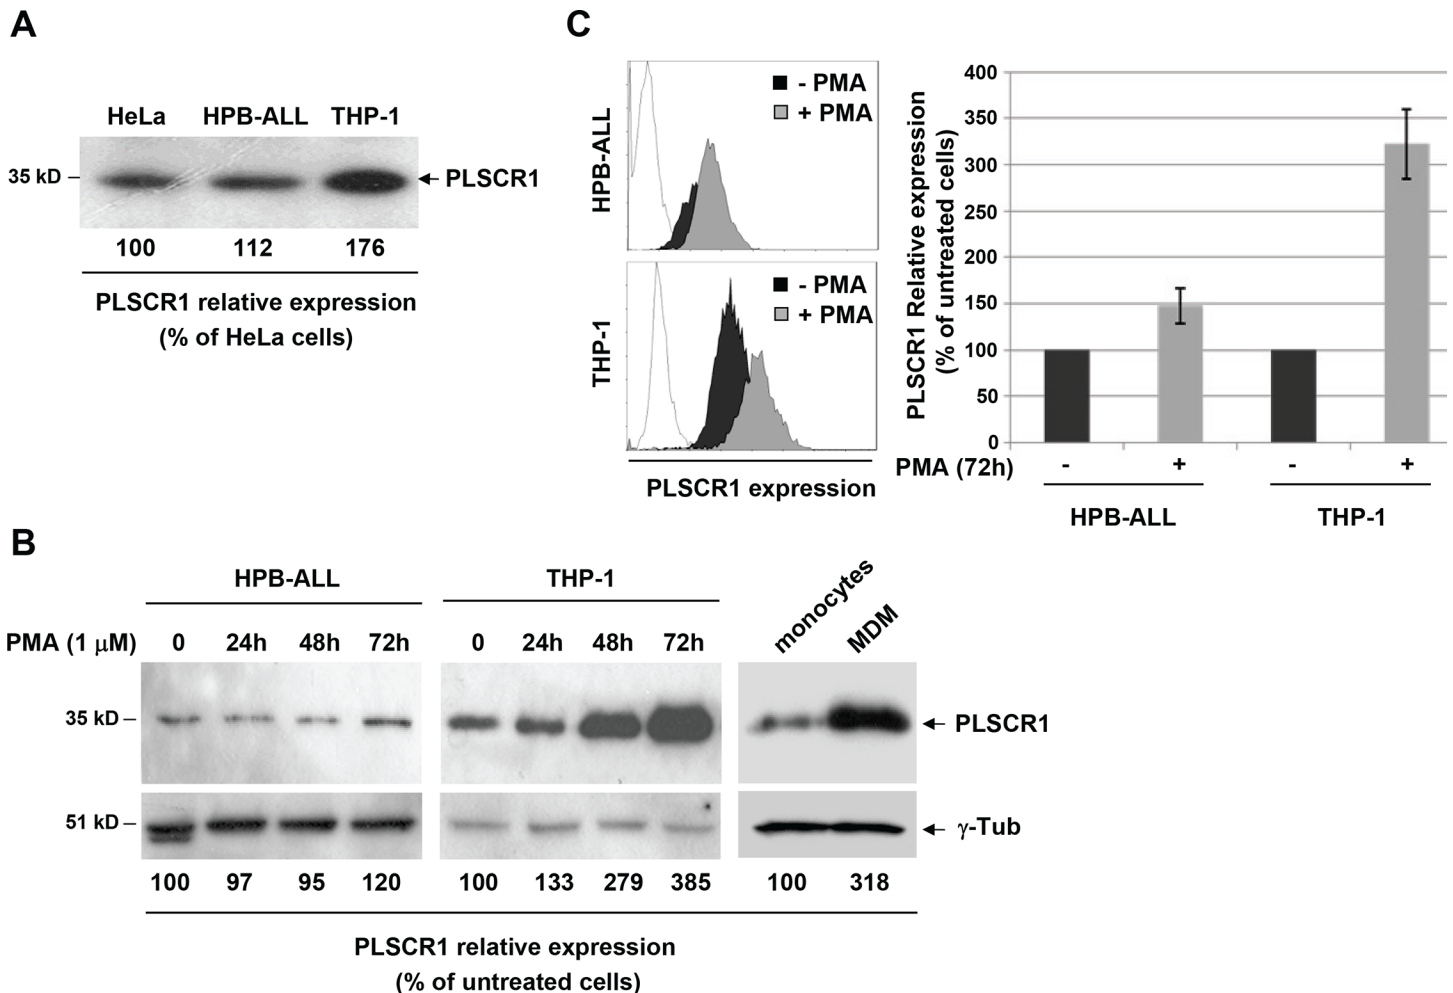 A
HeLa HPB-ALL THP-1
35 kD
PLSCR1
100 112 176
PLSCR1 relative expression
(% of HeLa cells)
C
HPB-ALL
- PMA
+ PMA
THP-1
- PMA
+ PMA
PLSCR1 expression
PLSCR1 Relative expression
(% of untreated cells)
400
350
300
250
200
150
100
50
0
PMA (72h) - + - +
HPB-ALL THP-1
B
HPB-ALL THP-1 monocytes MDM
PMA (1 μM) 0 24h 48h 72h 0 24h 48h 72h
35 kD
PLSCR1
51 kD
γ-Tub
100 97 95 120 100 133 279 385 100 318
PLSCR1 relative expression
(% of untreated cells)